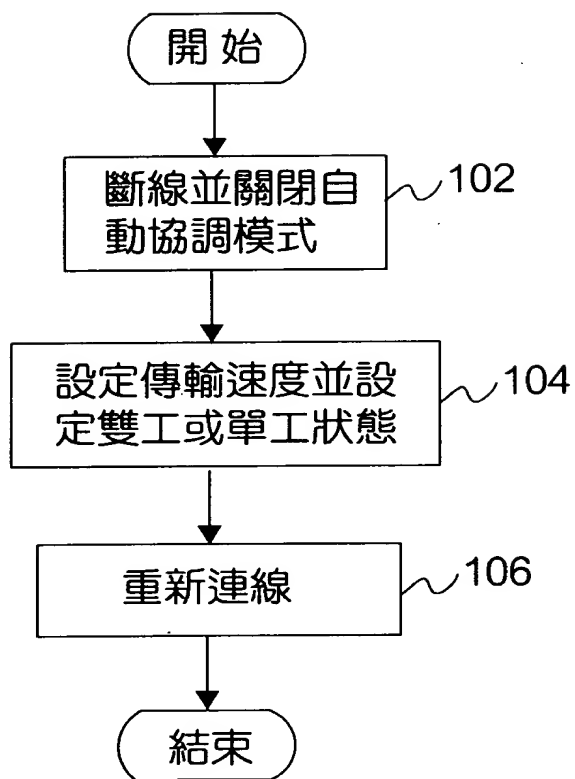 開始
斷線並關閉自
動協調模式
102
設定傳輸速度並設
定雙工或單工狀態
104
重新連線
106
結束